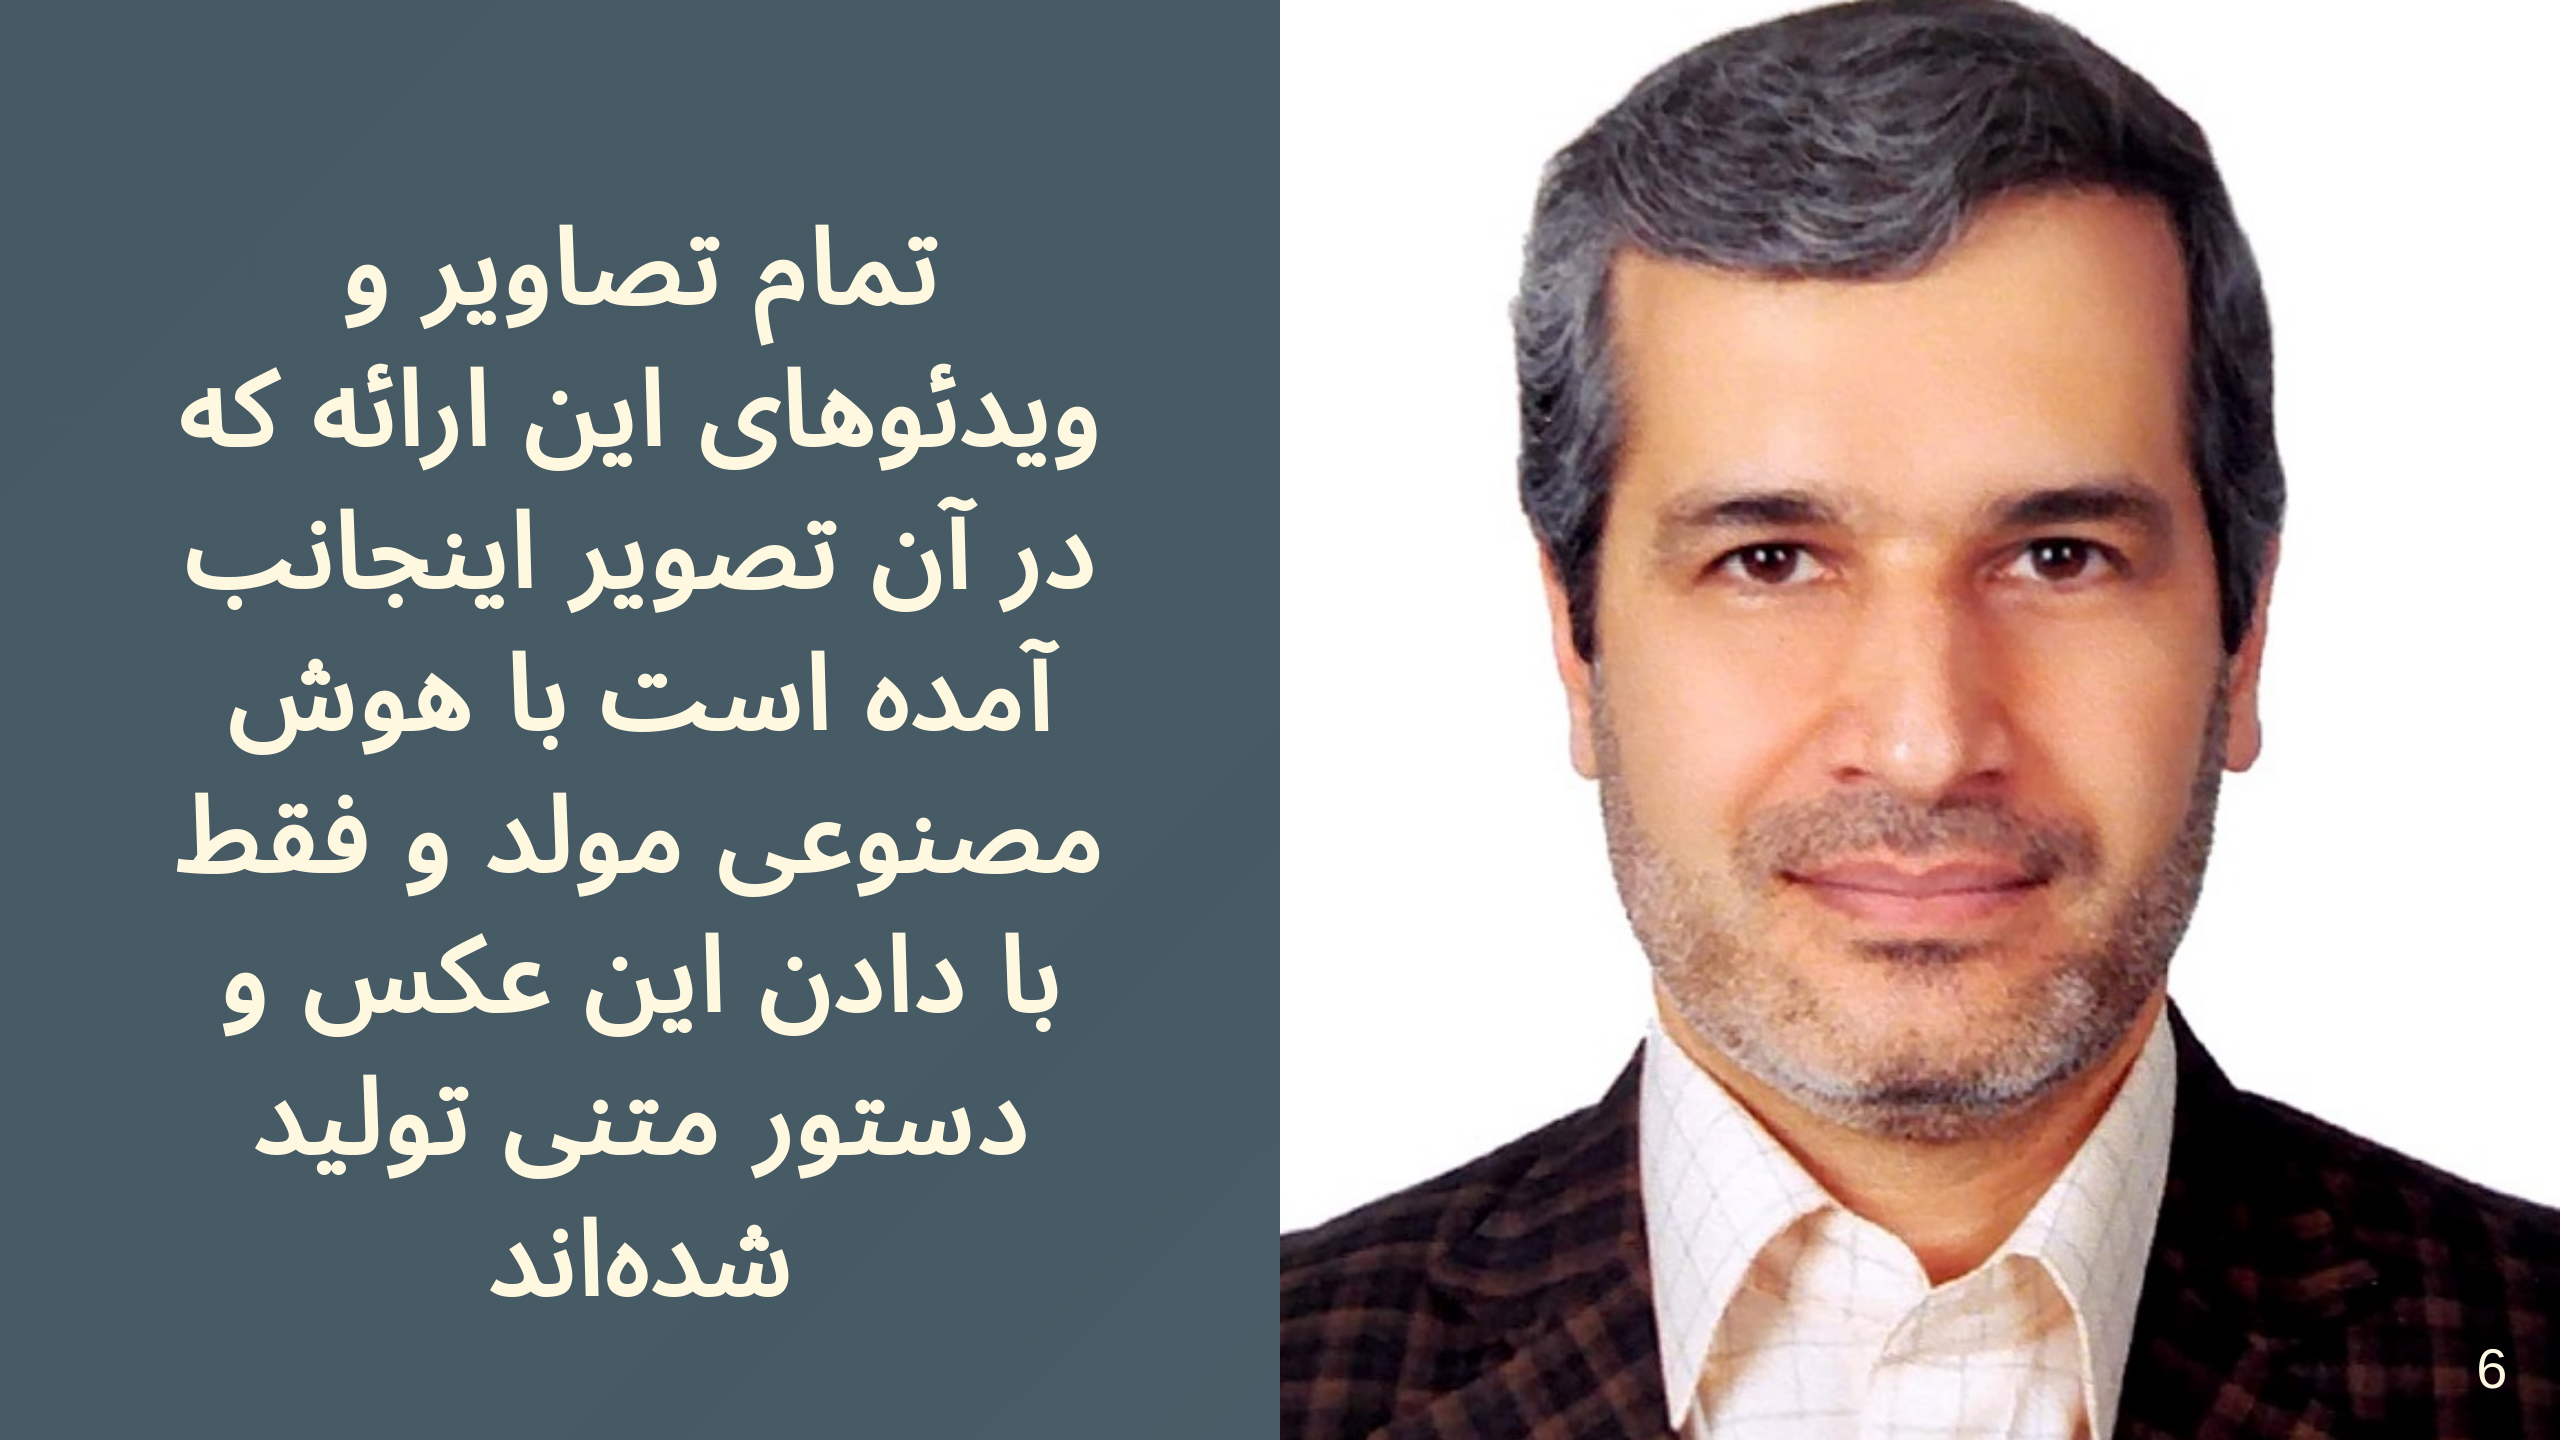 تمام تصاویر و
ویدئوهای این ارائه که
در آن تصویر اینجانب
آمده است با هوش
مصنوعی مولد و فقط
با دادن این عکس و
دستور متنی تولید
شده‌اند
6